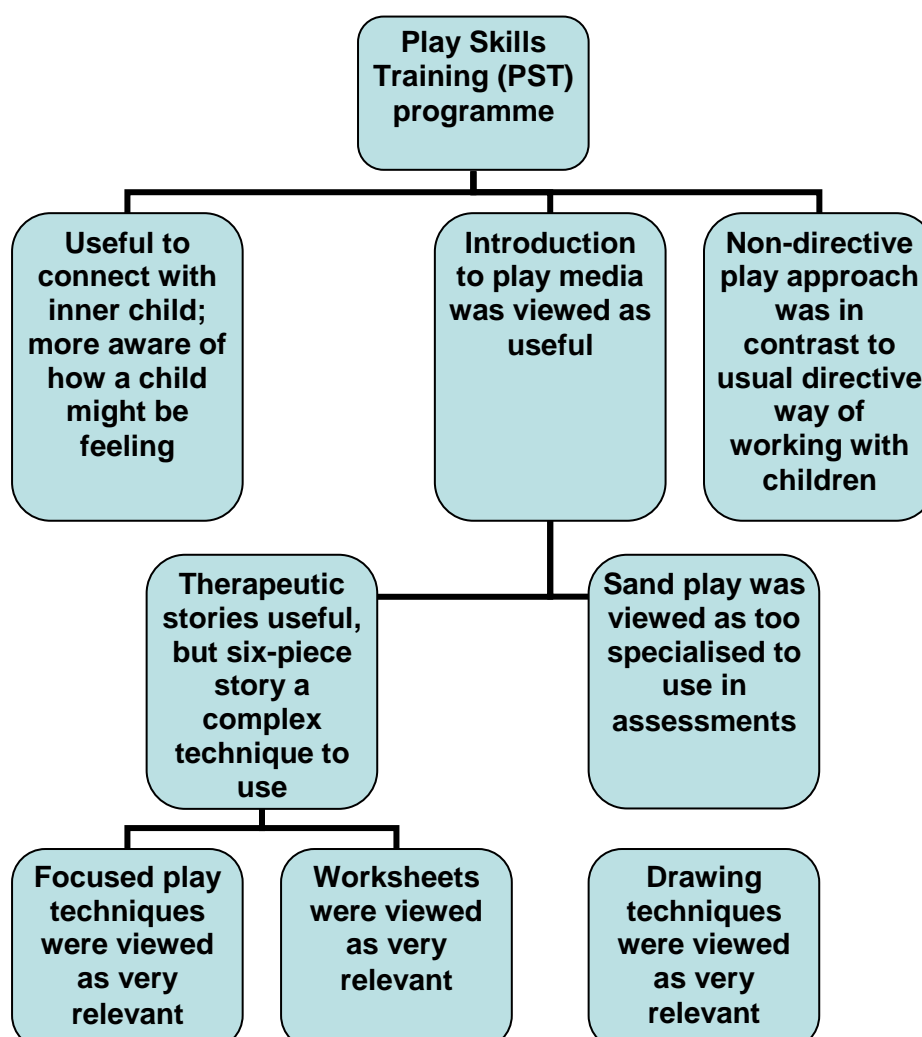 Play Skills
Training (PST)
programme
Useful to
connect with
inner child;
more aware of
how a child
might be
feeling
Introduction
to play media
was viewed as
useful
Non-directive
play approach
was in
contrast to
usual directive
way of
working with
children
Therapeutic
stories useful,
but six-piece
story a
complex
technique to
use
Sand play was
viewed as too
specialised to
use in
assessments
Focused play
techniques
were viewed
as very
relevant
Worksheets
were viewed
as very
relevant
Drawing
techniques
were viewed
as very
relevant